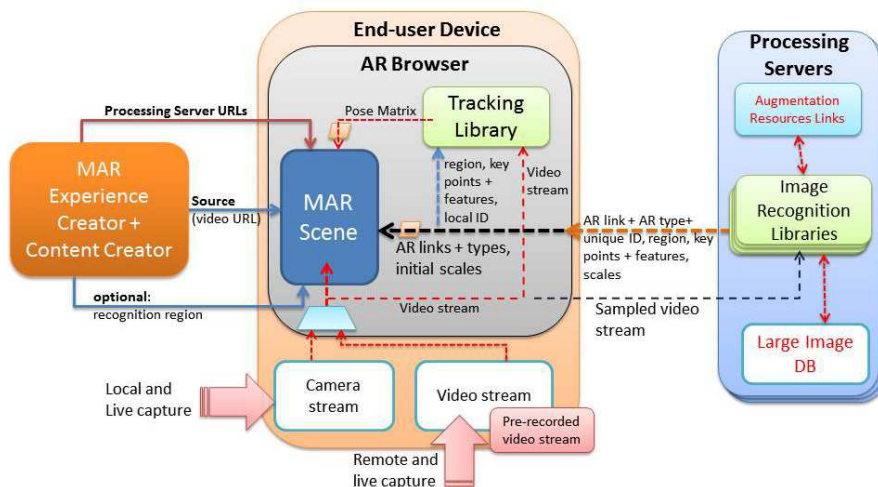 End-user Device
AR Browser
Processing
Servers
Processing Server URLs
Pose Matrix
Tracking
Library
Augmentation
Resources Links
MAR
Experience
Creator +
Content Creator
Source
(video URL)
MAR
Scene
region, key
points +
features,
local ID
Video
stream
Image
Recognition
Libraries
AR link + AR type+
unique ID, region, key
points + features,
scales
AR links + types,
initial scales
optional:
recognition region
Video stream
Sampled video
stream
Large Image
DB
Local and
Live capture
Camera
stream
Video stream
Pre-recorded
video stream
Remote and
live capture